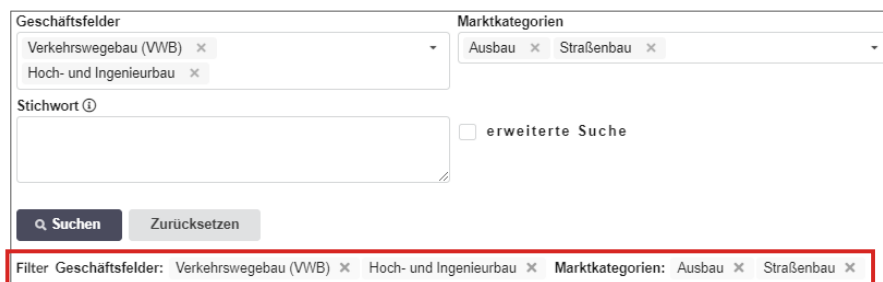 Geschäftsfelder
Marktkategorien
Verkehrswegebau (VWB) ×
Ausbau × Straßenbau ×
Hoch- und Ingenieurbau ×
Stichwort ⓘ
erweiterte Suche
Suchen Zurücksetzen
Filter Geschäftsfelder: Verkehrswegebau (VWB) × Hoch- und Ingenieurbau × Marktkategorien: Ausbau × Straßenbau ×